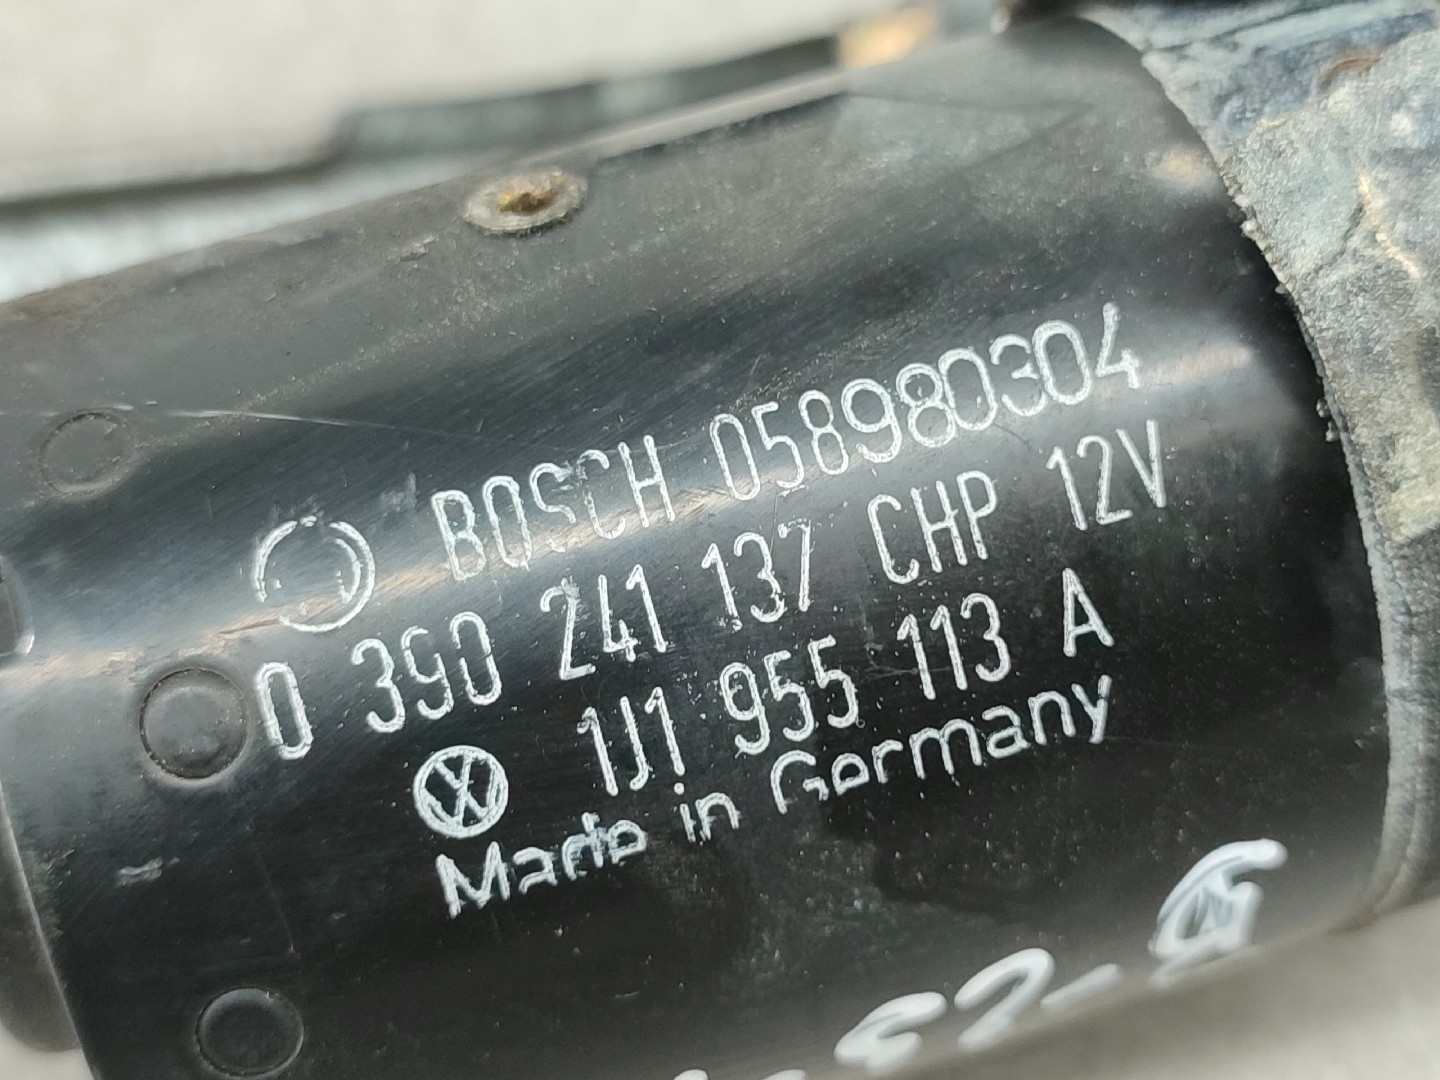 BOSCH 058980304
0 390 241 137 CHP 12V
1J1 955 113 A
Made in Germany